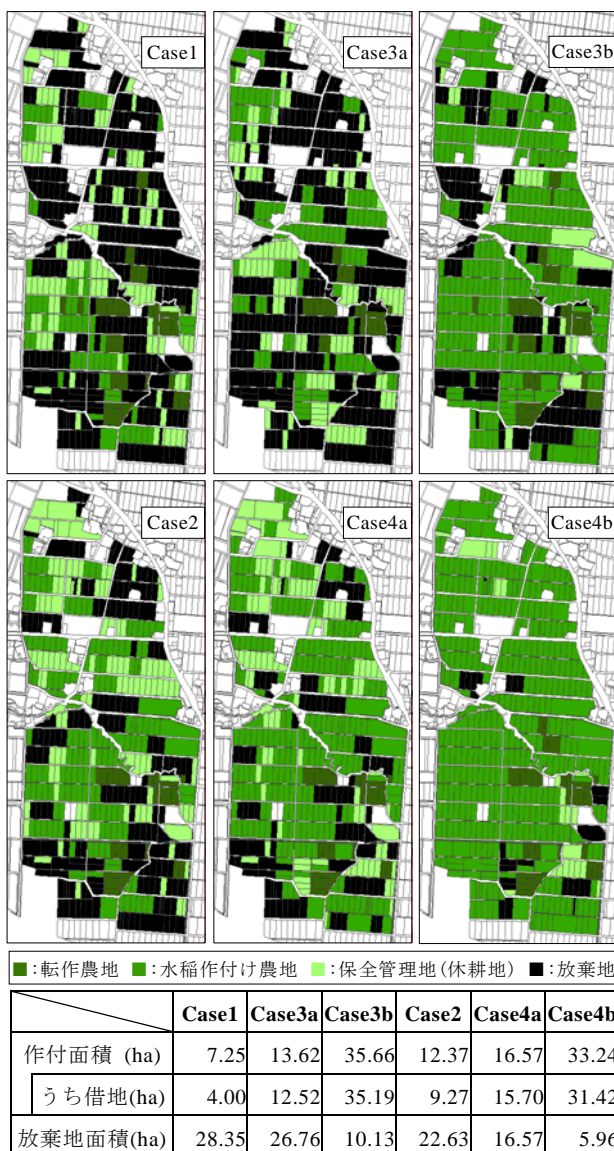 Case1
Case3a
Case3b
Case2
Case4a
Case4b
■:転作農地 ■:水稲作付け農地 ■:保全管理地(休耕地) ■:放棄地
Case1 Case3a Case3b Case2 Case4a Case4b
作付面積 (ha) 7.25 13.62 35.66 12.37 16.57 33.24
うち借地(ha) 4.00 12.52 35.19 9.27 15.70 31.42
放棄地面積(ha) 28.35 26.76 10.13 22.63 16.57 5.96